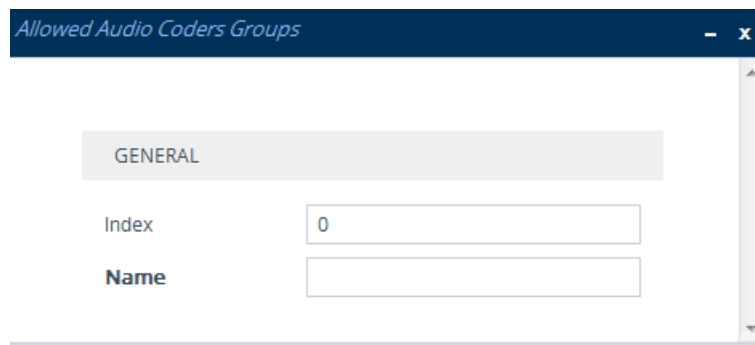 Allowed Audio Coders Groups
– x
GENERAL
Index 0
Name